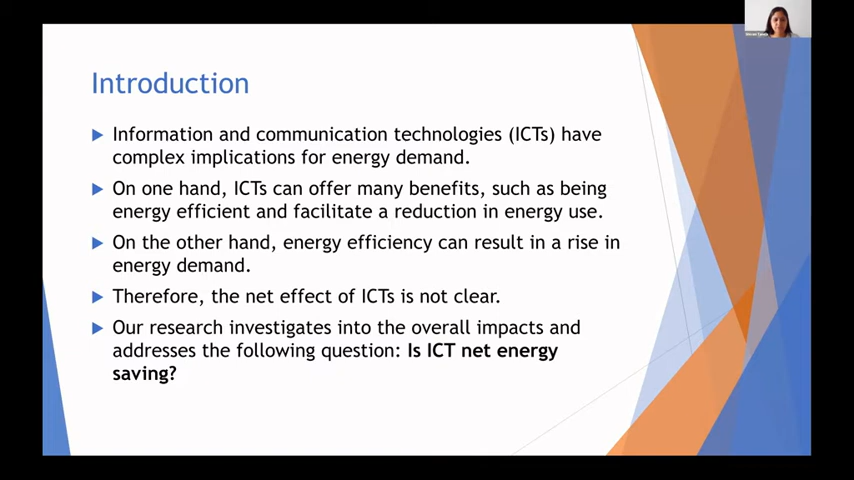 Introduction
Information and communication technologies (ICTs) have
complex implications for energy demand.
On one hand, ICTs can offer many benefits, such as being
energy efficient and facilitate a reduction in energy use.
On the other hand, energy efficiency can result in a rise in
energy demand.
Therefore, the net effect of ICTs is not clear.
Our research investigates into the overall impacts and
addresses the following question: Is ICT net energy
saving?